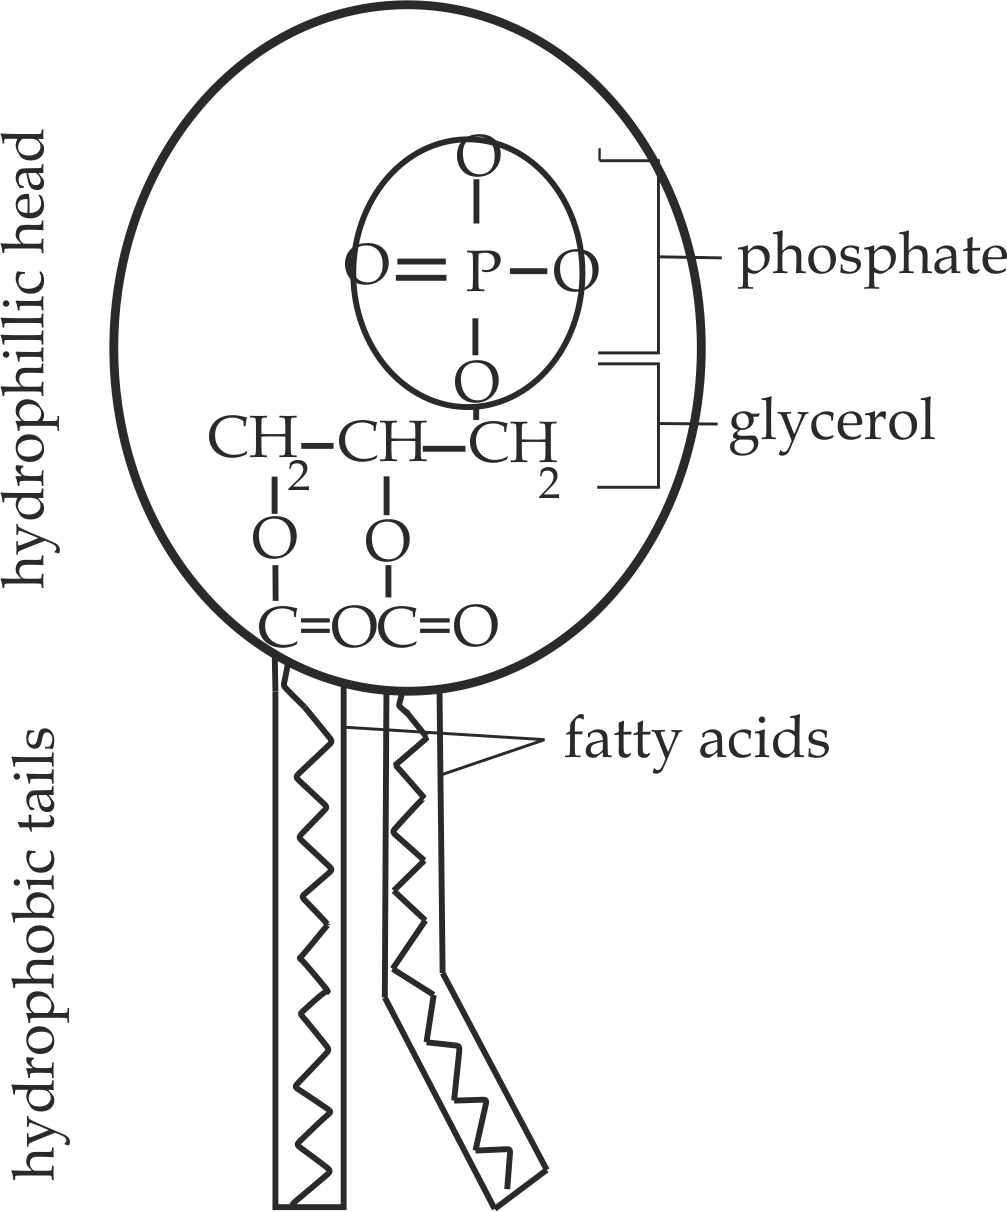 hydrophillic head
O
O=P-O
phosphate
O
CH2-CH-CH2
glycerol
O O
C=OC=O
hydrophobic tails
fatty acids